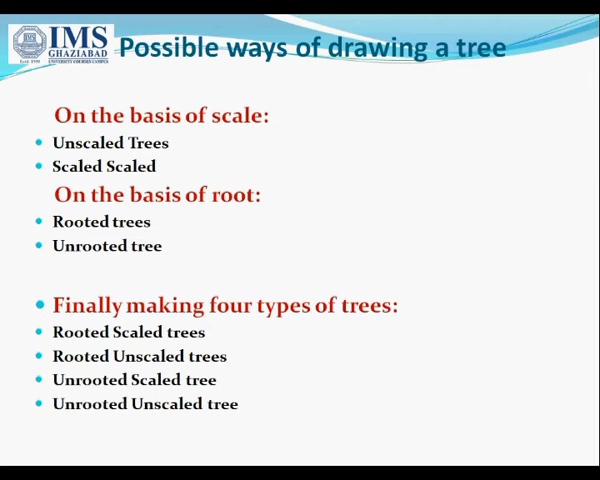 IMS
GHAZIABAD
UNIVERSITY COURSES CAMPUS
Possible ways of drawing a tree
On the basis of scale:
Unscaled Trees
Scaled Scaled
On the basis of root:
Rooted trees
Unrooted tree
Finally making four types of trees:
Rooted Scaled trees
Rooted Unscaled trees
Unrooted Scaled tree
Unrooted Unscaled tree